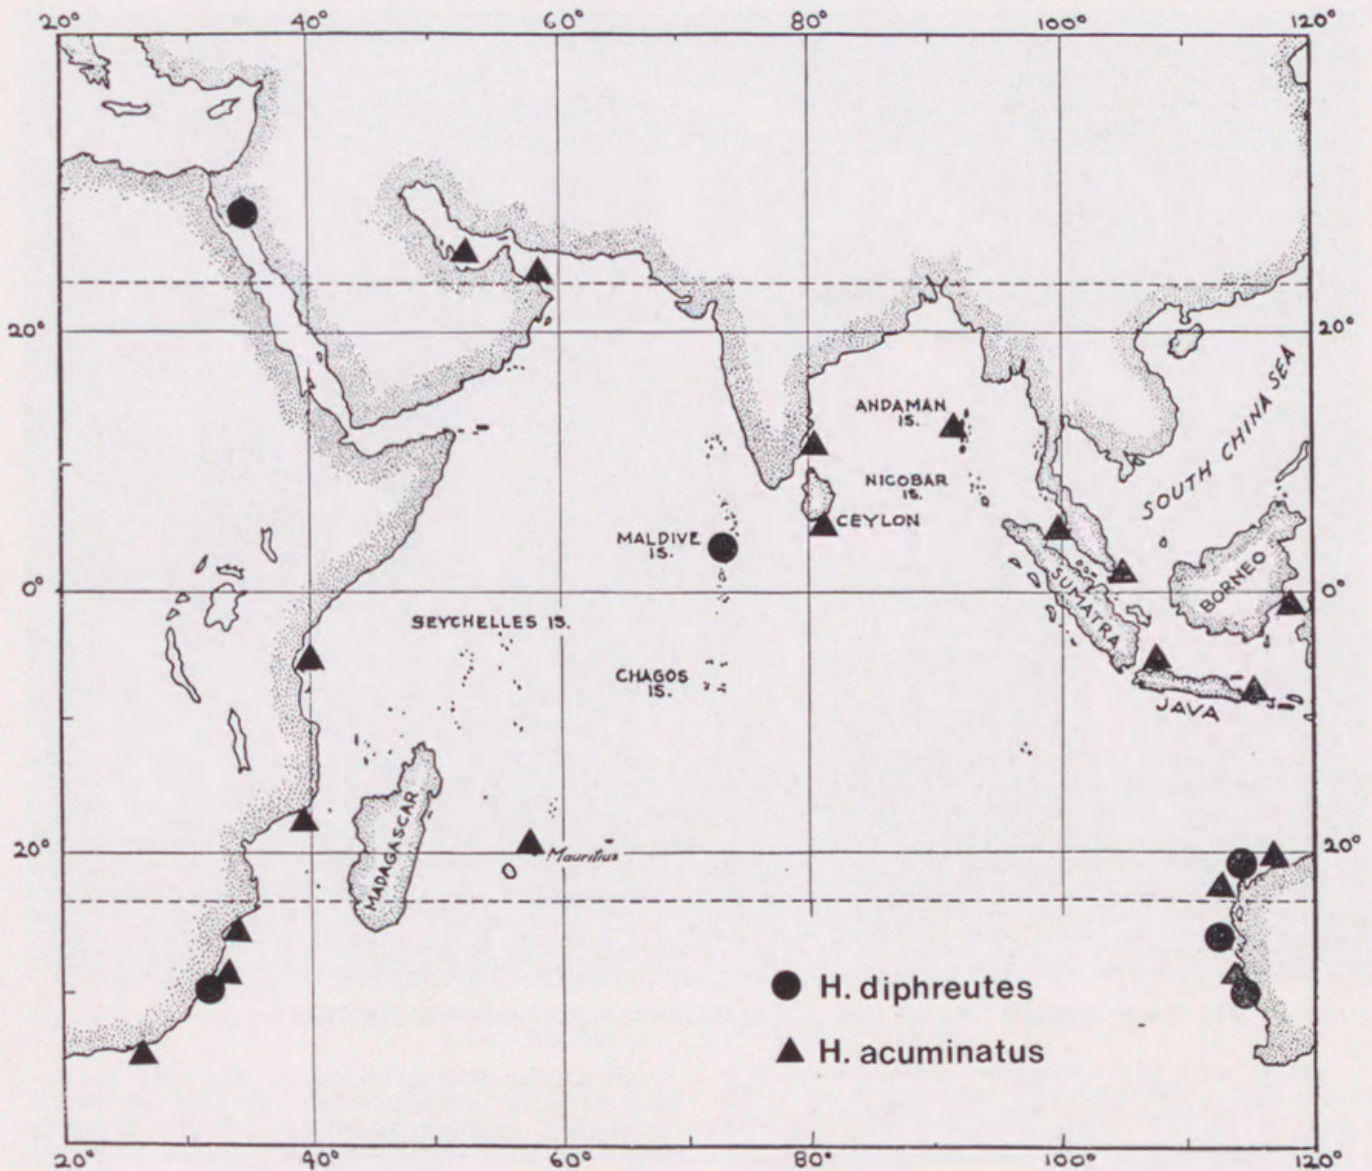 20° 40° 60° 80° 100° 120°
20° 20°
ANDAMAN
IS.
SOUTH CHINA SEA
NICOBAR
IS.
CEYLON
MALDIVE
IS.
0° 0°
SUMATRA
BORNEO
SEYCHELLES IS.
CHAGOS
IS.
JAVA
MADAGASCAR
Mauritius
20° 20°
H. diphreutes
H. acuminatus
20° 40° 60° 80° 100° 120°